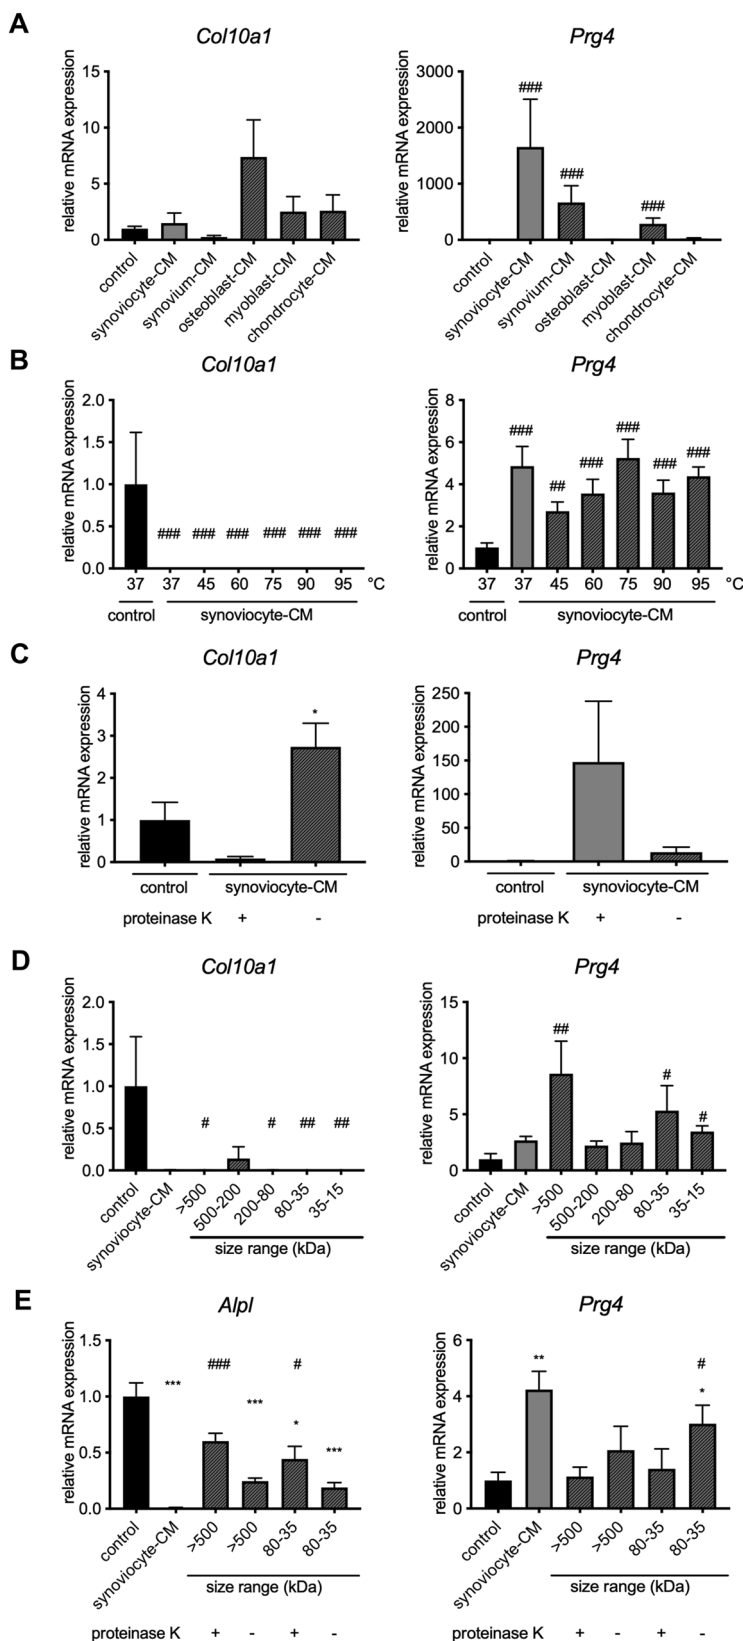 A
Col10a1
Prg4
relative mRNA expression
15
10
5
0
control
synoviocyte-CM
synovium-CM
osteoblast-CM
myoblast-CM
chondrocyte-CM
relative mRNA expression
3000
2000
1000
0
###
###
###
control
synoviocyte-CM
synovium-CM
osteoblast-CM
myoblast-CM
chondrocyte-CM
B
Col10a1
Prg4
relative mRNA expression
2.0
1.5
1.0
0.5
0.0
### ### ### ### ### ###
37 37 45 60 75 90 95 °C
control synoviocyte-CM
relative mRNA expression
8
6
4
2
0
### ## ### ### ### ###
37 37 45 60 75 90 95 °C
control synoviocyte-CM
C
Col10a1
Prg4
relative mRNA expression
4
3
2
1
0
*
control synoviocyte-CM
proteinase K + -
relative mRNA expression
250
200
150
100
50
0
control synoviocyte-CM
proteinase K + -
D
Col10a1
Prg4
relative mRNA expression
2.0
1.5
1.0
0.5
0.0
# # ## ##
control
synoviocyte-CM
>500
500-200
200-80
80-35
35-15
size range (kDa)
relative mRNA expression
15
10
5
0
## # #
control
synoviocyte-CM
>500
500-200
200-80
80-35
35-15
size range (kDa)
E
Alpl
Prg4
relative mRNA expression
1.5
1.0
0.5
0.0
### #
*** *** * ***
control
synoviocyte-CM
>500
>500
80-35
80-35
size range (kDa)
proteinase K + - + -
relative mRNA expression
6
4
2
0
** #
*
control
synoviocyte-CM
>500
>500
80-35
80-35
size range (kDa)
proteinase K + - + -